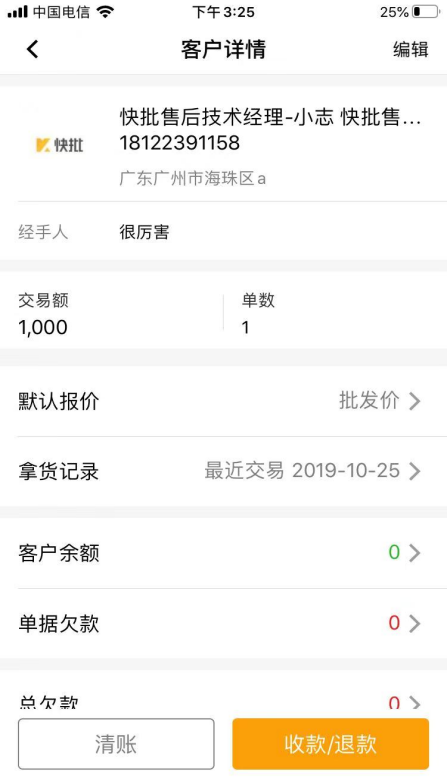 中国电信 下午3:25 25%
客户详情 编辑
快批售后技术经理-小志 快批售...
快批
18122391158
广东广州市海珠区a
经手人 很厉害
交易额 单数
1,000 1
默认报价 批发价
拿货记录 最近交易 2019-10-25
客户余额 0
单据欠款 0
总欠款 0
清账 收款/退款